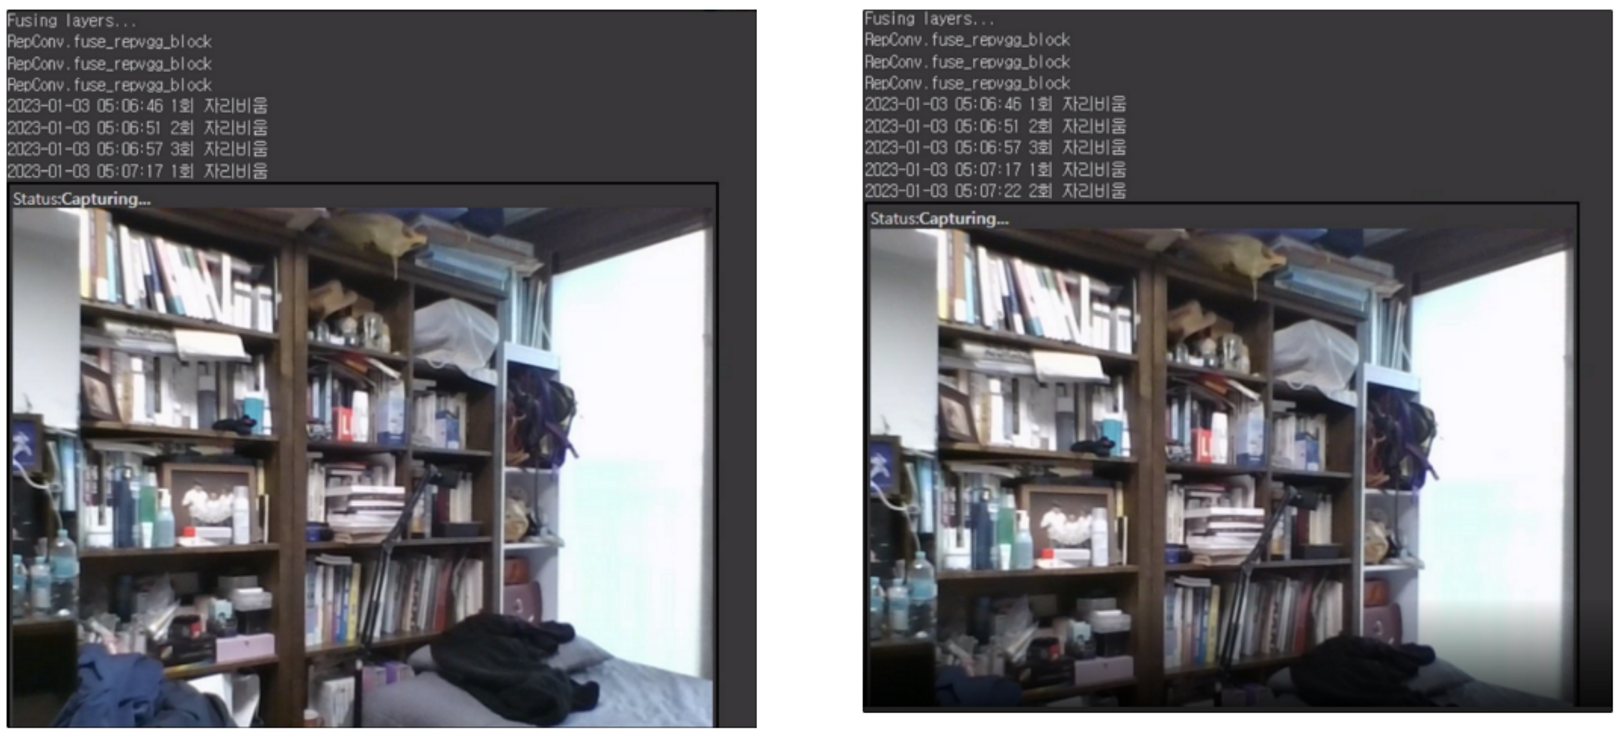 Fusing layers...
RepConv.fuse_repvgg_block
RepConv.fuse_repvgg_block
RepConv.fuse_repvgg_block
2023-01-03 05:06:46 1회 자리비움
2023-01-03 05:06:51 2회 자리비움
2023-01-03 05:06:57 3회 자리비움
2023-01-03 05:07:17 1회 자리비움
Status:Capturing...
Fusing layers...
RepConv.fuse_repvgg_block
RepConv.fuse_repvgg_block
RepConv.fuse_repvgg_block
2023-01-03 05:06:46 1회 자리비움
2023-01-03 05:06:51 2회 자리비움
2023-01-03 05:06:57 3회 자리비움
2023-01-03 05:07:17 1회 자리비움
2023-01-03 05:07:22 2회 자리비움
Status:Capturing...